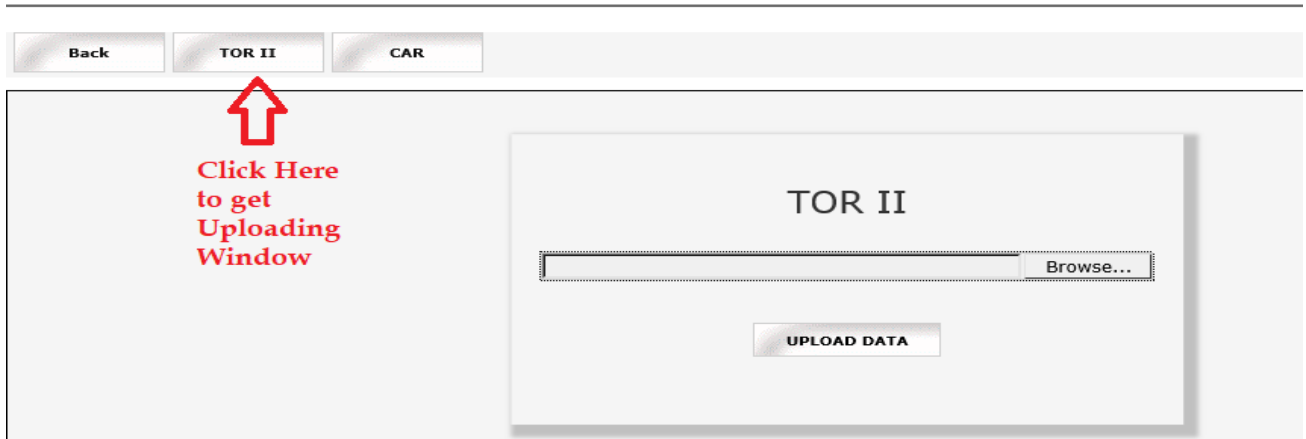 Back TOR II CAR
Click Here
to get
Uploading
Window
TOR II
Browse...
UPLOAD DATA